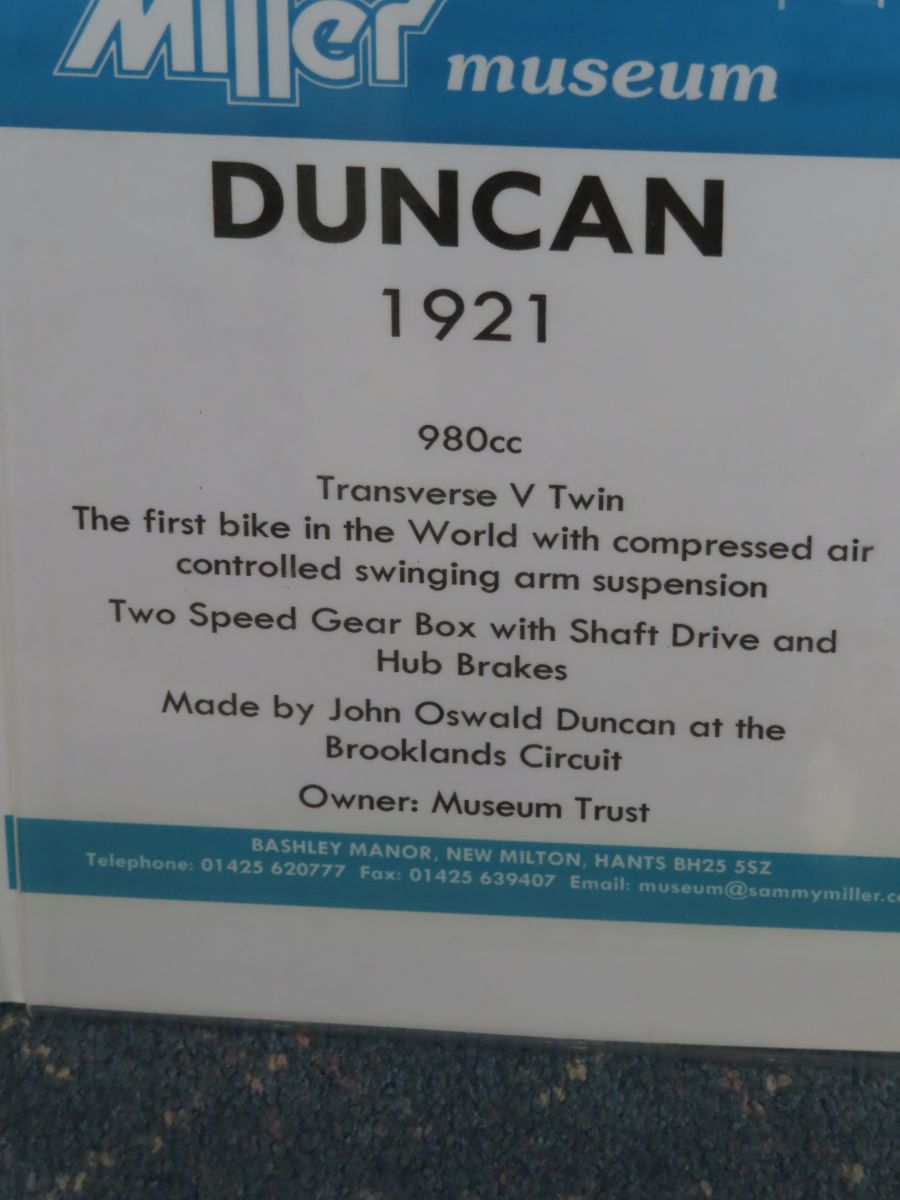 Miller museum
DUNCAN
1921
980cc
Transverse V Twin
The first bike in the World with compressed air
controlled swinging arm suspension
Two Speed Gear Box with Shaft Drive and
Hub Brakes
Made by John Oswald Duncan at the
Brooklands Circuit
Owner: Museum Trust
BASHLEY MANOR, NEW MILTON, HANTS BH25 5SZ
Telephone: 01425 620777 Fax: 01425 639407 Email: museum@sammymiller.c